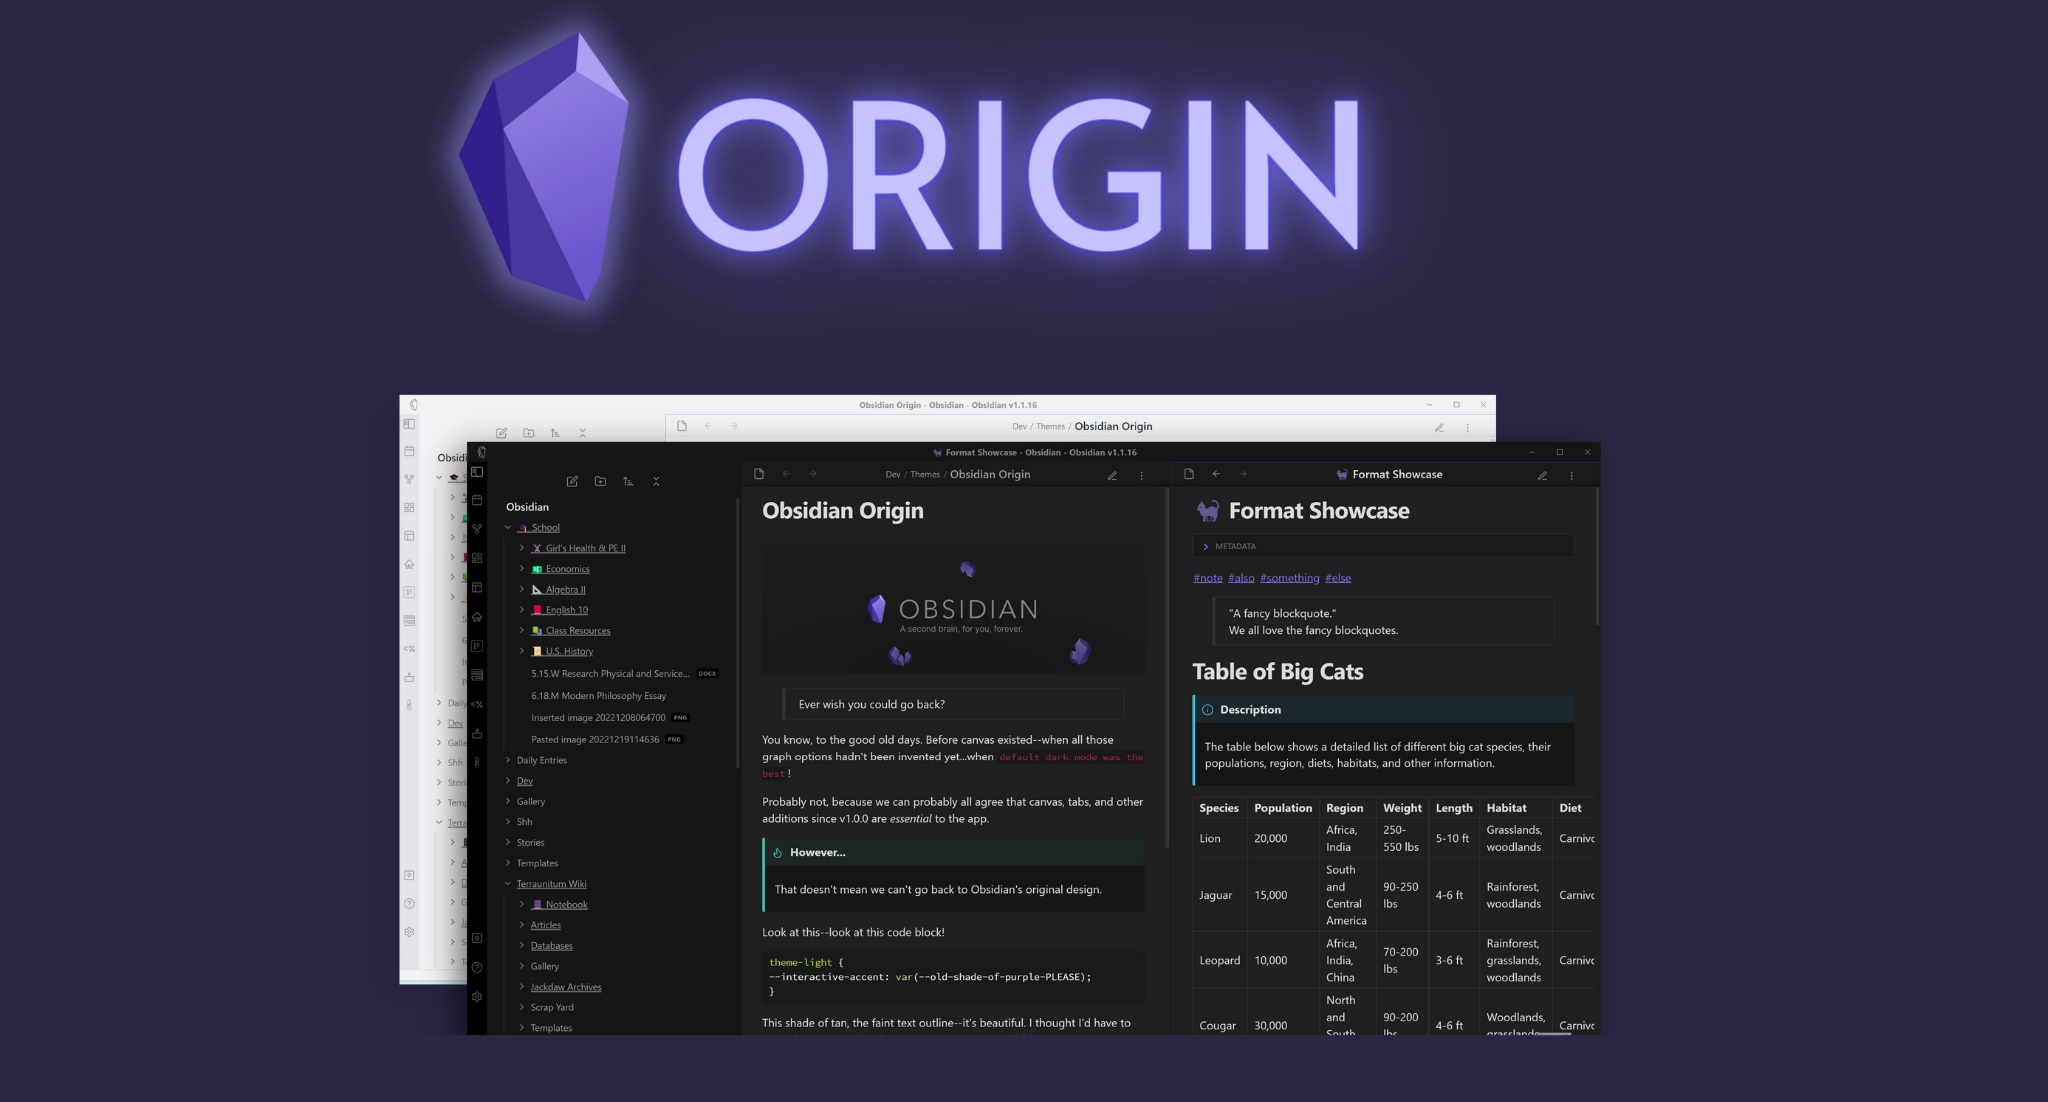 ORIGIN
Obsidian Origin - Obsidian - Obsidian v1.1.16
Dev / Themes / Obsidian Origin
Obsidi
Daily
Dev
Galle
Shh
Stori
Temp
Terra
Format Showcase - Obsidian - Obsidian v1.1.16
Obsidian
School
Girl's Health & PE II
Economics
Algebra II
English 10
Class Resources
U.S. History
5.15.W Research Physical and Service... DOCX
6.18.M Modern Philosophy Essay
Inserted image 20221208064700 PNG
Pasted image 20221219114636 PNG
Daily Entries
Dev
Gallery
Shh
Stories
Templates
Terraunitum Wiki
Notebook
Articles
Databases
Gallery
Jackdaw Archives
Scrap Yard
Templates
Dev / Themes / Obsidian Origin
Obsidian Origin
OBSIDIAN
A second brain, for you, forever.
Ever wish you could go back?
You know, to the good old days. Before canvas existed--when all those
graph options hadn't been invented yet...when default dark mode was the
best!
Probably not, because we can probably all agree that canvas, tabs, and other
additions since v1.0.0 are essential to the app.
However...
That doesn't mean we can't go back to Obsidian's original design.
Look at this--look at this code block!
theme-light {
--interactive-accent: var(--old-shade-of-purple-PLEASE);
}
This shade of tan, the faint text outline--it's beautiful. I thought I'd have to
Format Showcase
Format Showcase
METADATA
#note #also #something #else
"A fancy blockquote."
We all love the fancy blockquotes.
Table of Big Cats
Description
The table below shows a detailed list of different big cat species, their
populations, region, diets, habitats, and other information.
Species Population Region Weight Length Habitat Diet
Lion 20,000 Africa, India 250-550 lbs 5-10 ft Grasslands, woodlands Carnivo
Jaguar 15,000 South and Central America 90-250 lbs 4-6 ft Rainforest, woodlands Carnivo
Leopard 10,000 Africa, India, China 70-200 lbs 3-6 ft Rainforest, grasslands, woodlands Carnivo
Cougar 30,000 North and South 90-200 lbs 4-6 ft Woodlands, grasslands Carnivo